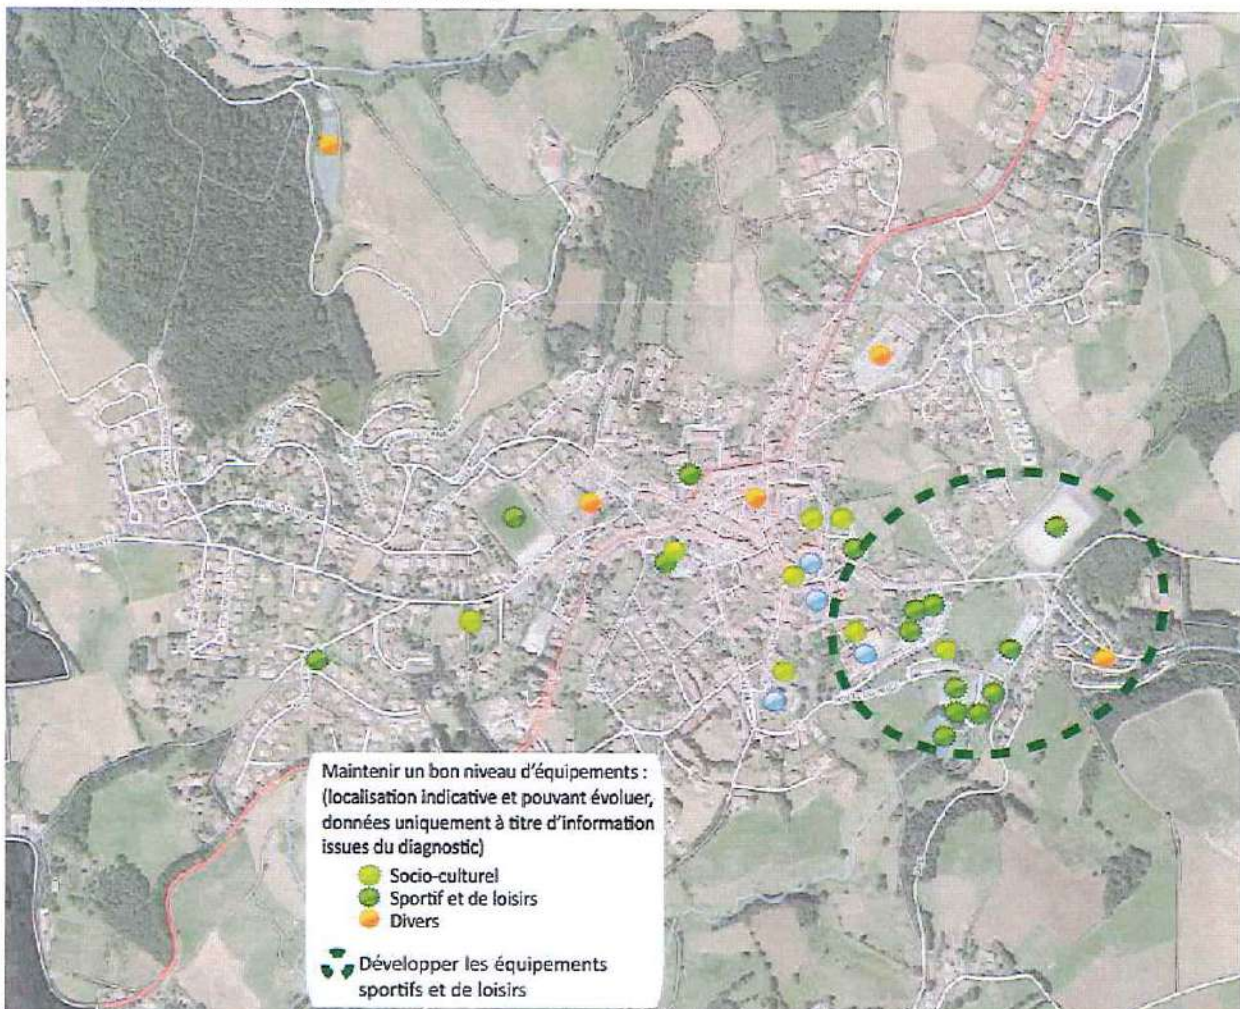 Maintenir un bon niveau d'équipements :
(localisation indicative et pouvant évoluer,
données uniquement à titre d'information
issues du diagnostic)
Socio-culturel
Sportif et de loisirs
Divers
Développer les équipements
sportifs et de loisirs